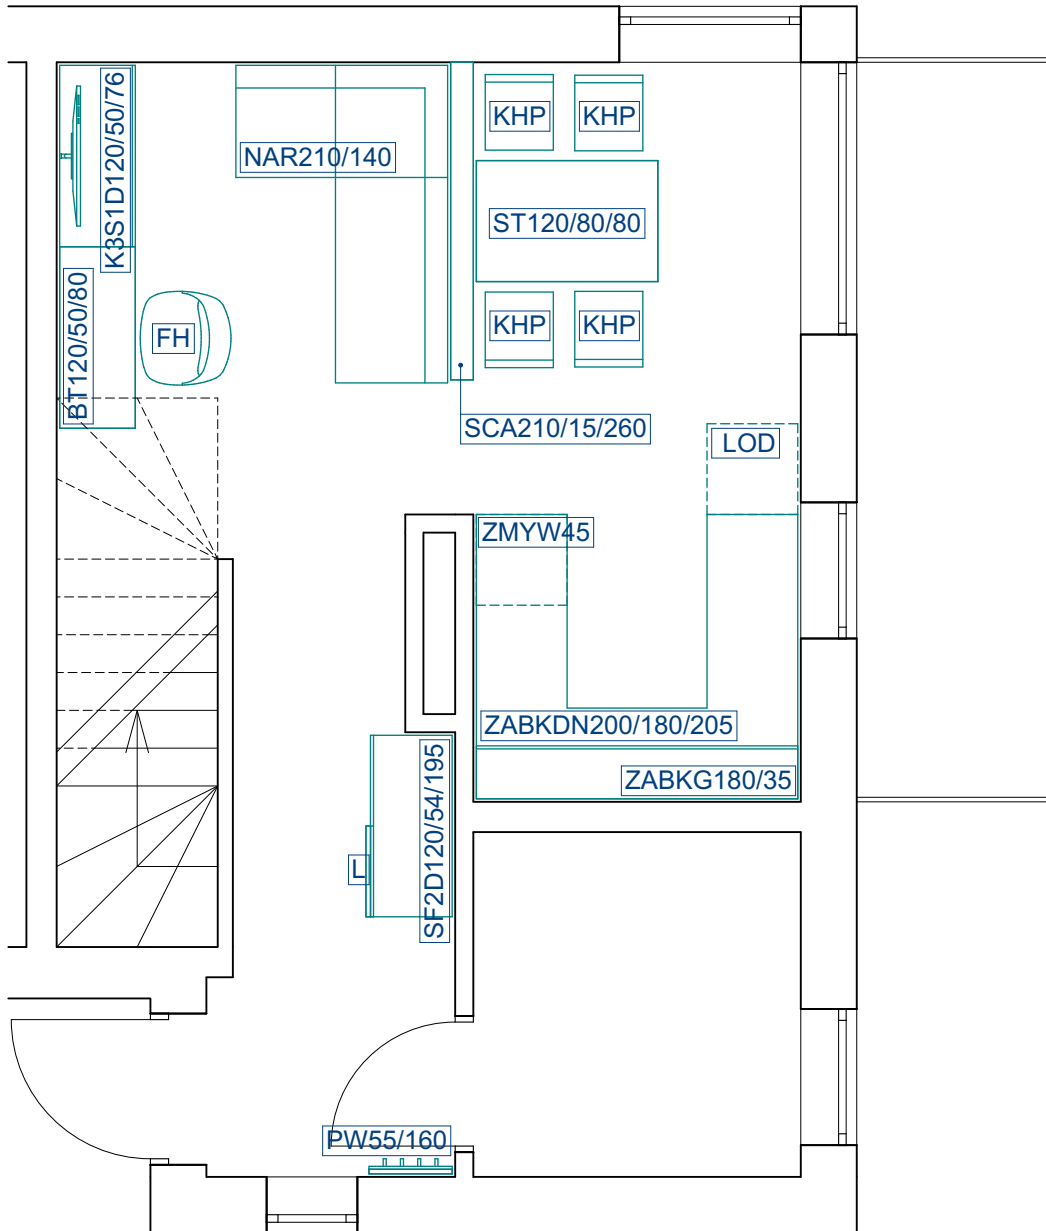 K3S1D120/50/76
NAR210/140
KHP
KHP
ST120/80/80
BT120/50/80
FH
KHP
KHP
SCA210/15/260
LOD
ZMYW45
ZABKDN200/180/205
ZABKG180/35
SF2D120/54/195
L
PW55/160